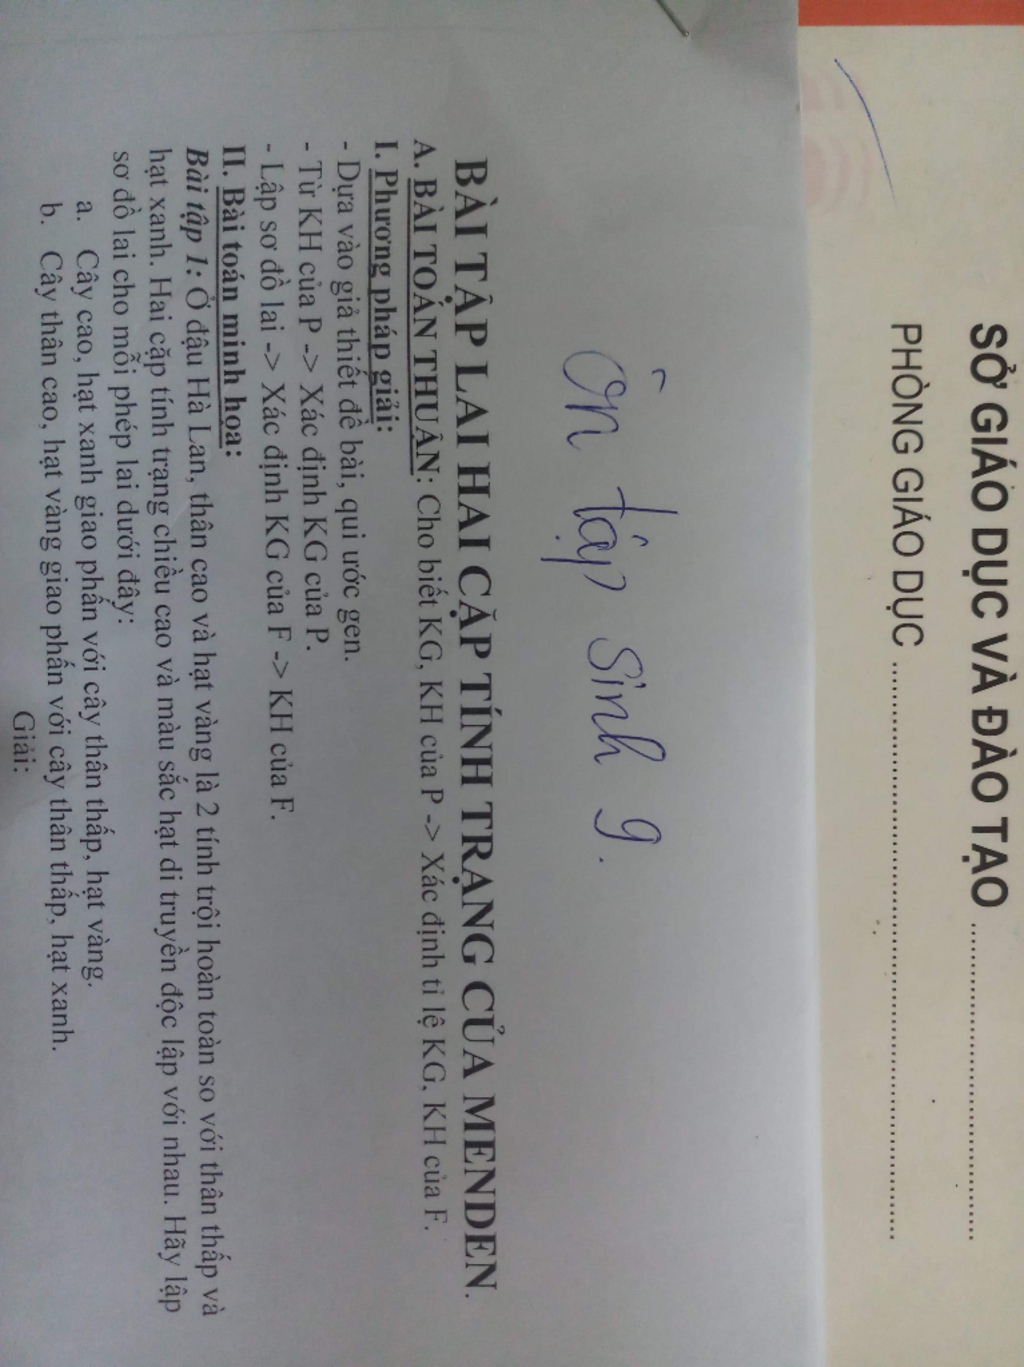 SỞ GIÁO DỤC VÀ ĐÀO TẠO ........................
PHÒNG GIÁO DỤC ........................
Ôn tập Sinh 9.
BÀI TẬP LAI HAI CẶP TÍNH TRẠNG CỦA MENDEN.
A. BÀI TOÁN THUẬN: Cho biết KG, KH của P -> Xác định ti lệ KG, KH của F.
I. Phương pháp giải:
- Dựa vào giả thiết đề bài, qui ước gen.
- Từ KH của P -> Xác định KG của P.
- Lập sơ đồ lai -> Xác định KG của F -> KH của F.
II. Bài toán minh họa:
Bài tập 1: Ở đậu Hà Lan, thân cao và hạt vàng là 2 tính trội hoàn toàn so với thân thấp và
hạt xanh. Hai cặp tính trạng chiều cao và màu sắc hạt di truyền độc lập với nhau. Hãy lập
sơ đồ lai cho mỗi phép lai dưới đây:
a. Cây cao, hạt xanh giao phấn với cây thân thấp, hạt vàng.
b. Cây thân cao, hạt vàng giao phấn với cây thân thấp, hạt xanh.
Giải: